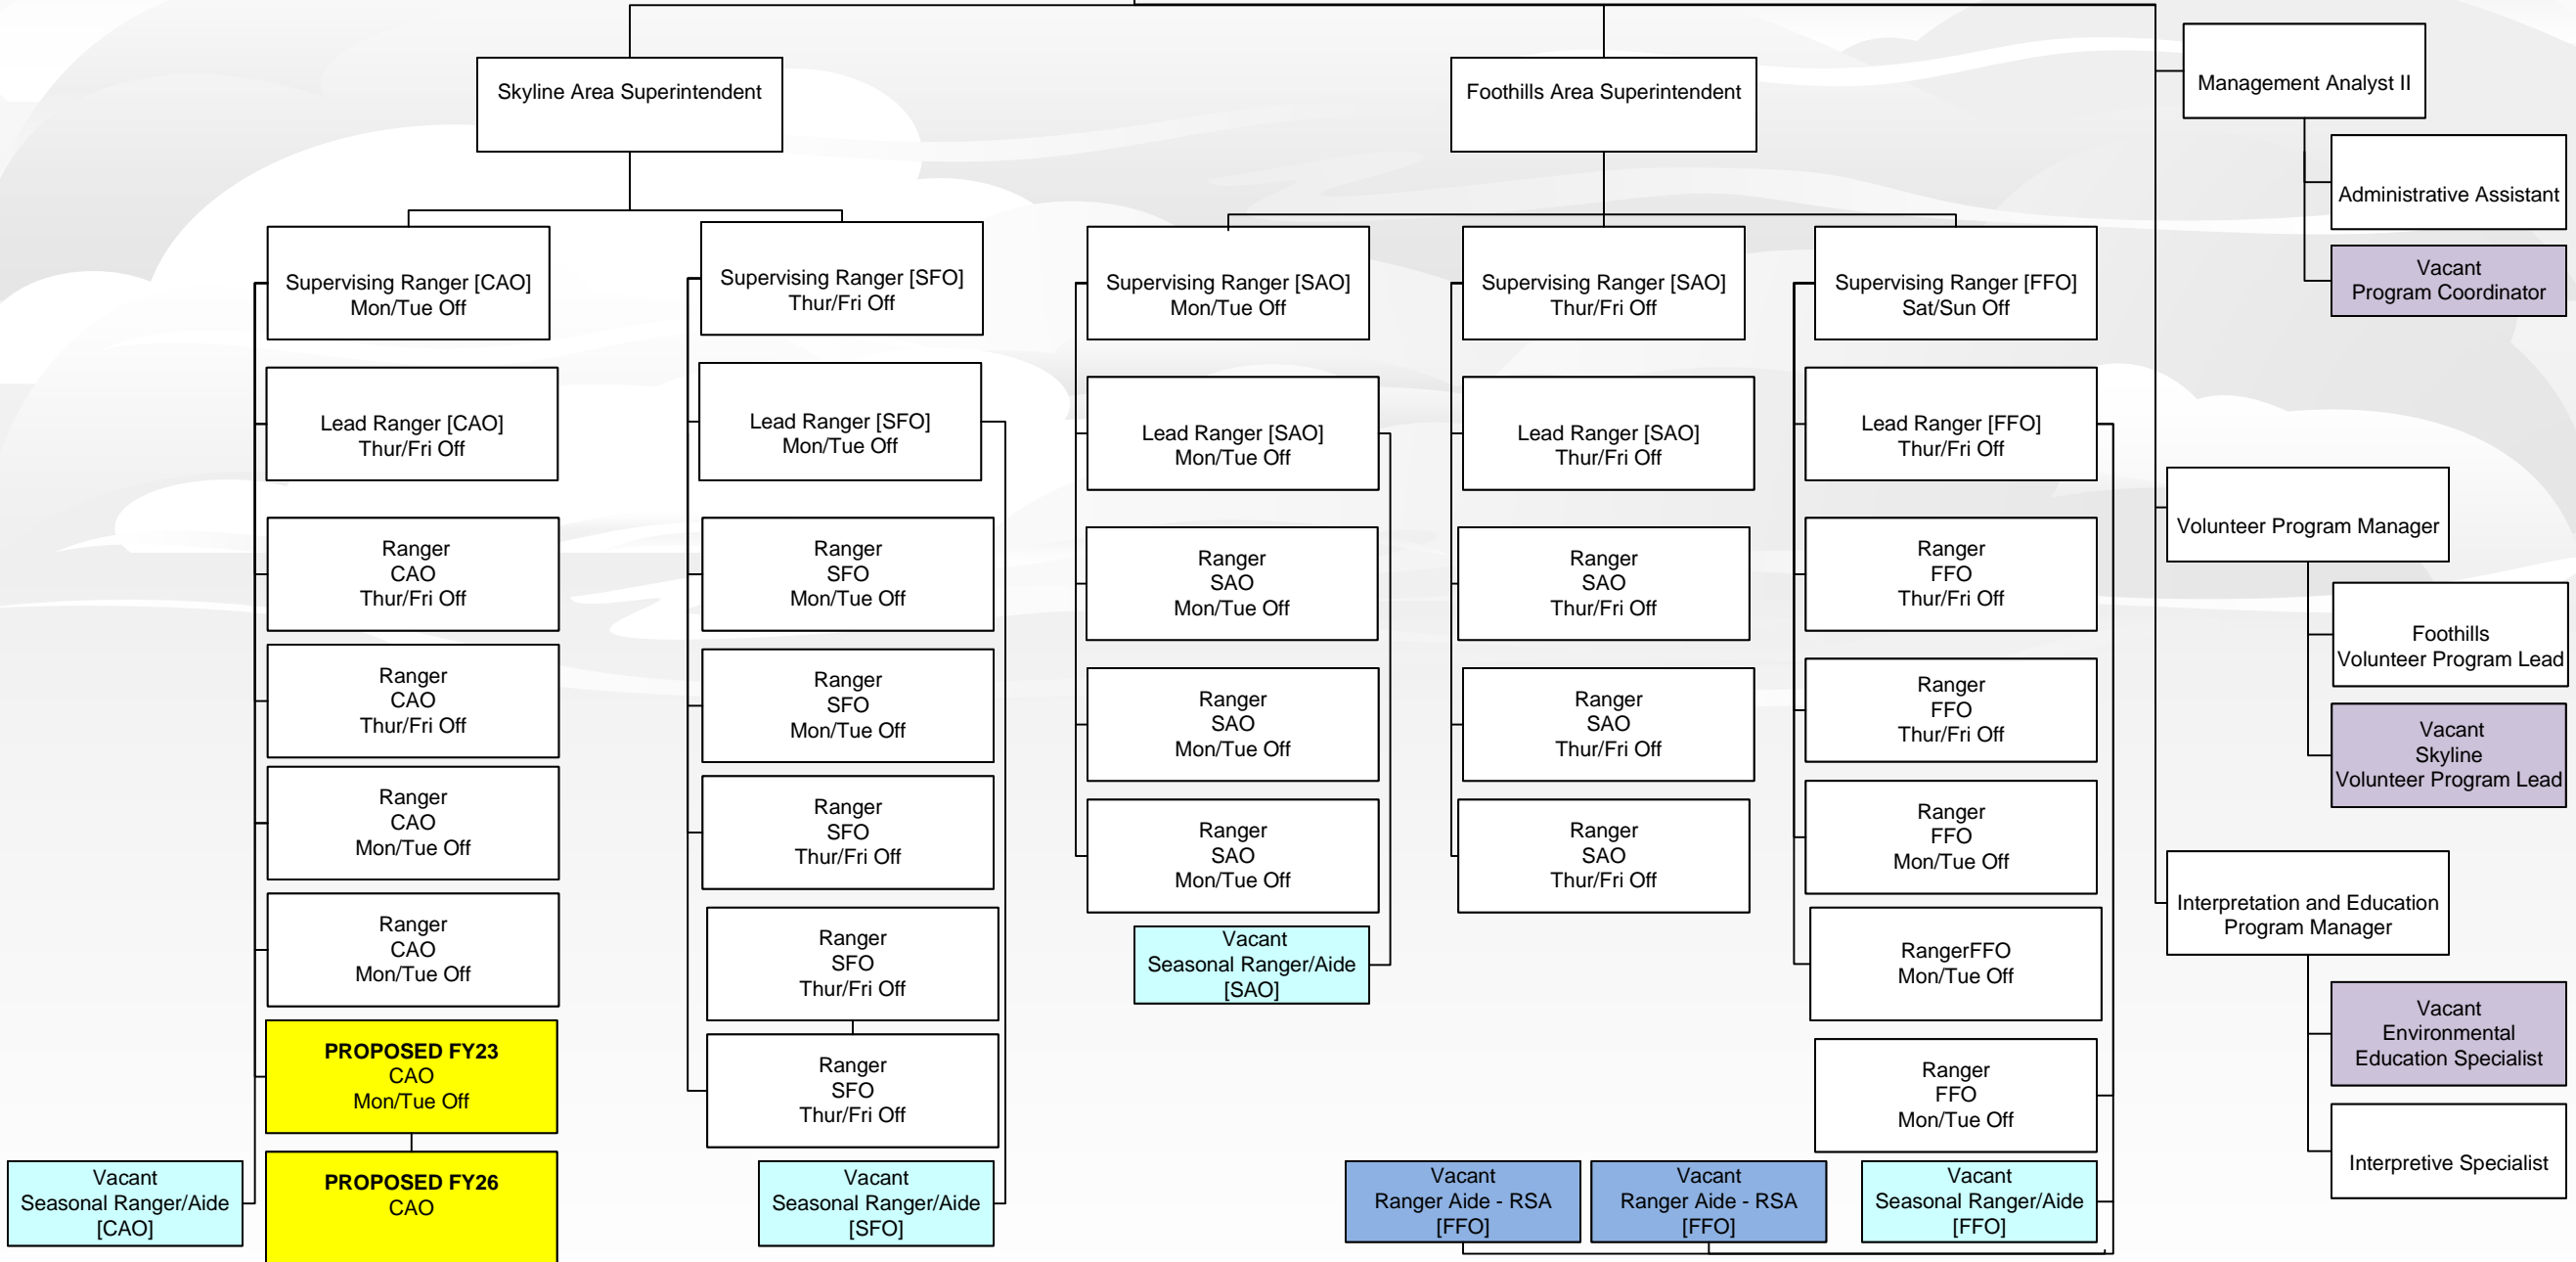 Skyline Area Superintendent
Supervising Ranger [CAO]
Mon/Tue Off
Lead Ranger [CAO]
Thur/Fri Off
Ranger
CAO
Thur/Fri Off
Ranger
CAO
Thur/Fri Off
Ranger
CAO
Mon/Tue Off
Ranger
CAO
Mon/Tue Off
PROPOSED FY23
CAO
Mon/Tue Off
PROPOSED FY26
CAO
Vacant
Seasonal Ranger/Aide
[CAO]
Supervising Ranger [SFO]
Thur/Fri Off
Lead Ranger [SFO]
Mon/Tue Off
Ranger
SFO
Mon/Tue Off
Ranger
SFO
Mon/Tue Off
Ranger
SFO
Thur/Fri Off
Ranger
SFO
Thur/Fri Off
Ranger
SFO
Thur/Fri Off
Vacant
Seasonal Ranger/Aide
[SFO]
Foothills Area Superintendent
Supervising Ranger [SAO]
Mon/Tue Off
Lead Ranger [SAO]
Mon/Tue Off
Ranger
SAO
Mon/Tue Off
Ranger
SAO
Mon/Tue Off
Ranger
SAO
Mon/Tue Off
Vacant
Seasonal Ranger/Aide
[SAO]
Supervising Ranger [SAO]
Thur/Fri Off
Lead Ranger [SAO]
Thur/Fri Off
Ranger
SAO
Thur/Fri Off
Ranger
SAO
Thur/Fri Off
Ranger
SAO
Thur/Fri Off
Supervising Ranger [FFO]
Sat/Sun Off
Lead Ranger [FFO]
Thur/Fri Off
Ranger
FFO
Thur/Fri Off
Ranger
FFO
Thur/Fri Off
Ranger
FFO
Mon/Tue Off
RangerFFO
Mon/Tue Off
Ranger
FFO
Mon/Tue Off
Vacant
Ranger Aide - RSA
[FFO]
Vacant
Ranger Aide - RSA
[FFO]
Vacant
Seasonal Ranger/Aide
[FFO]
Management Analyst II
Administrative Assistant
Vacant
Program Coordinator
Volunteer Program Manager
Foothills
Volunteer Program Lead
Vacant
Skyline
Volunteer Program Lead
Interpretation and Education
Program Manager
Vacant
Environmental
Education Specialist
Interpretive Specialist